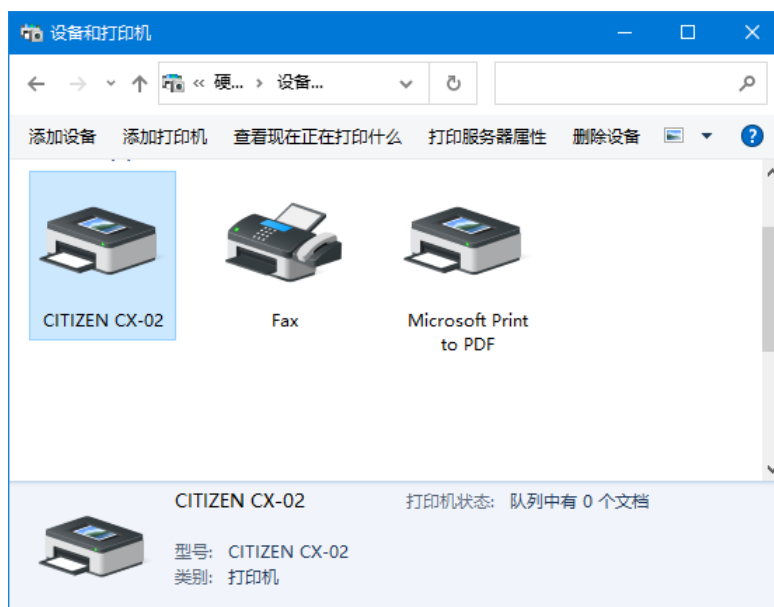 设备和打印机
« 硬... › 设备...
添加设备 添加打印机 查看现在正在打印什么 打印服务器属性 删除设备
CITIZEN CX-02 Fax Microsoft Print
to PDF
CITIZEN CX-02 打印机状态: 队列中有 0 个文档
型号: CITIZEN CX-02
类别: 打印机